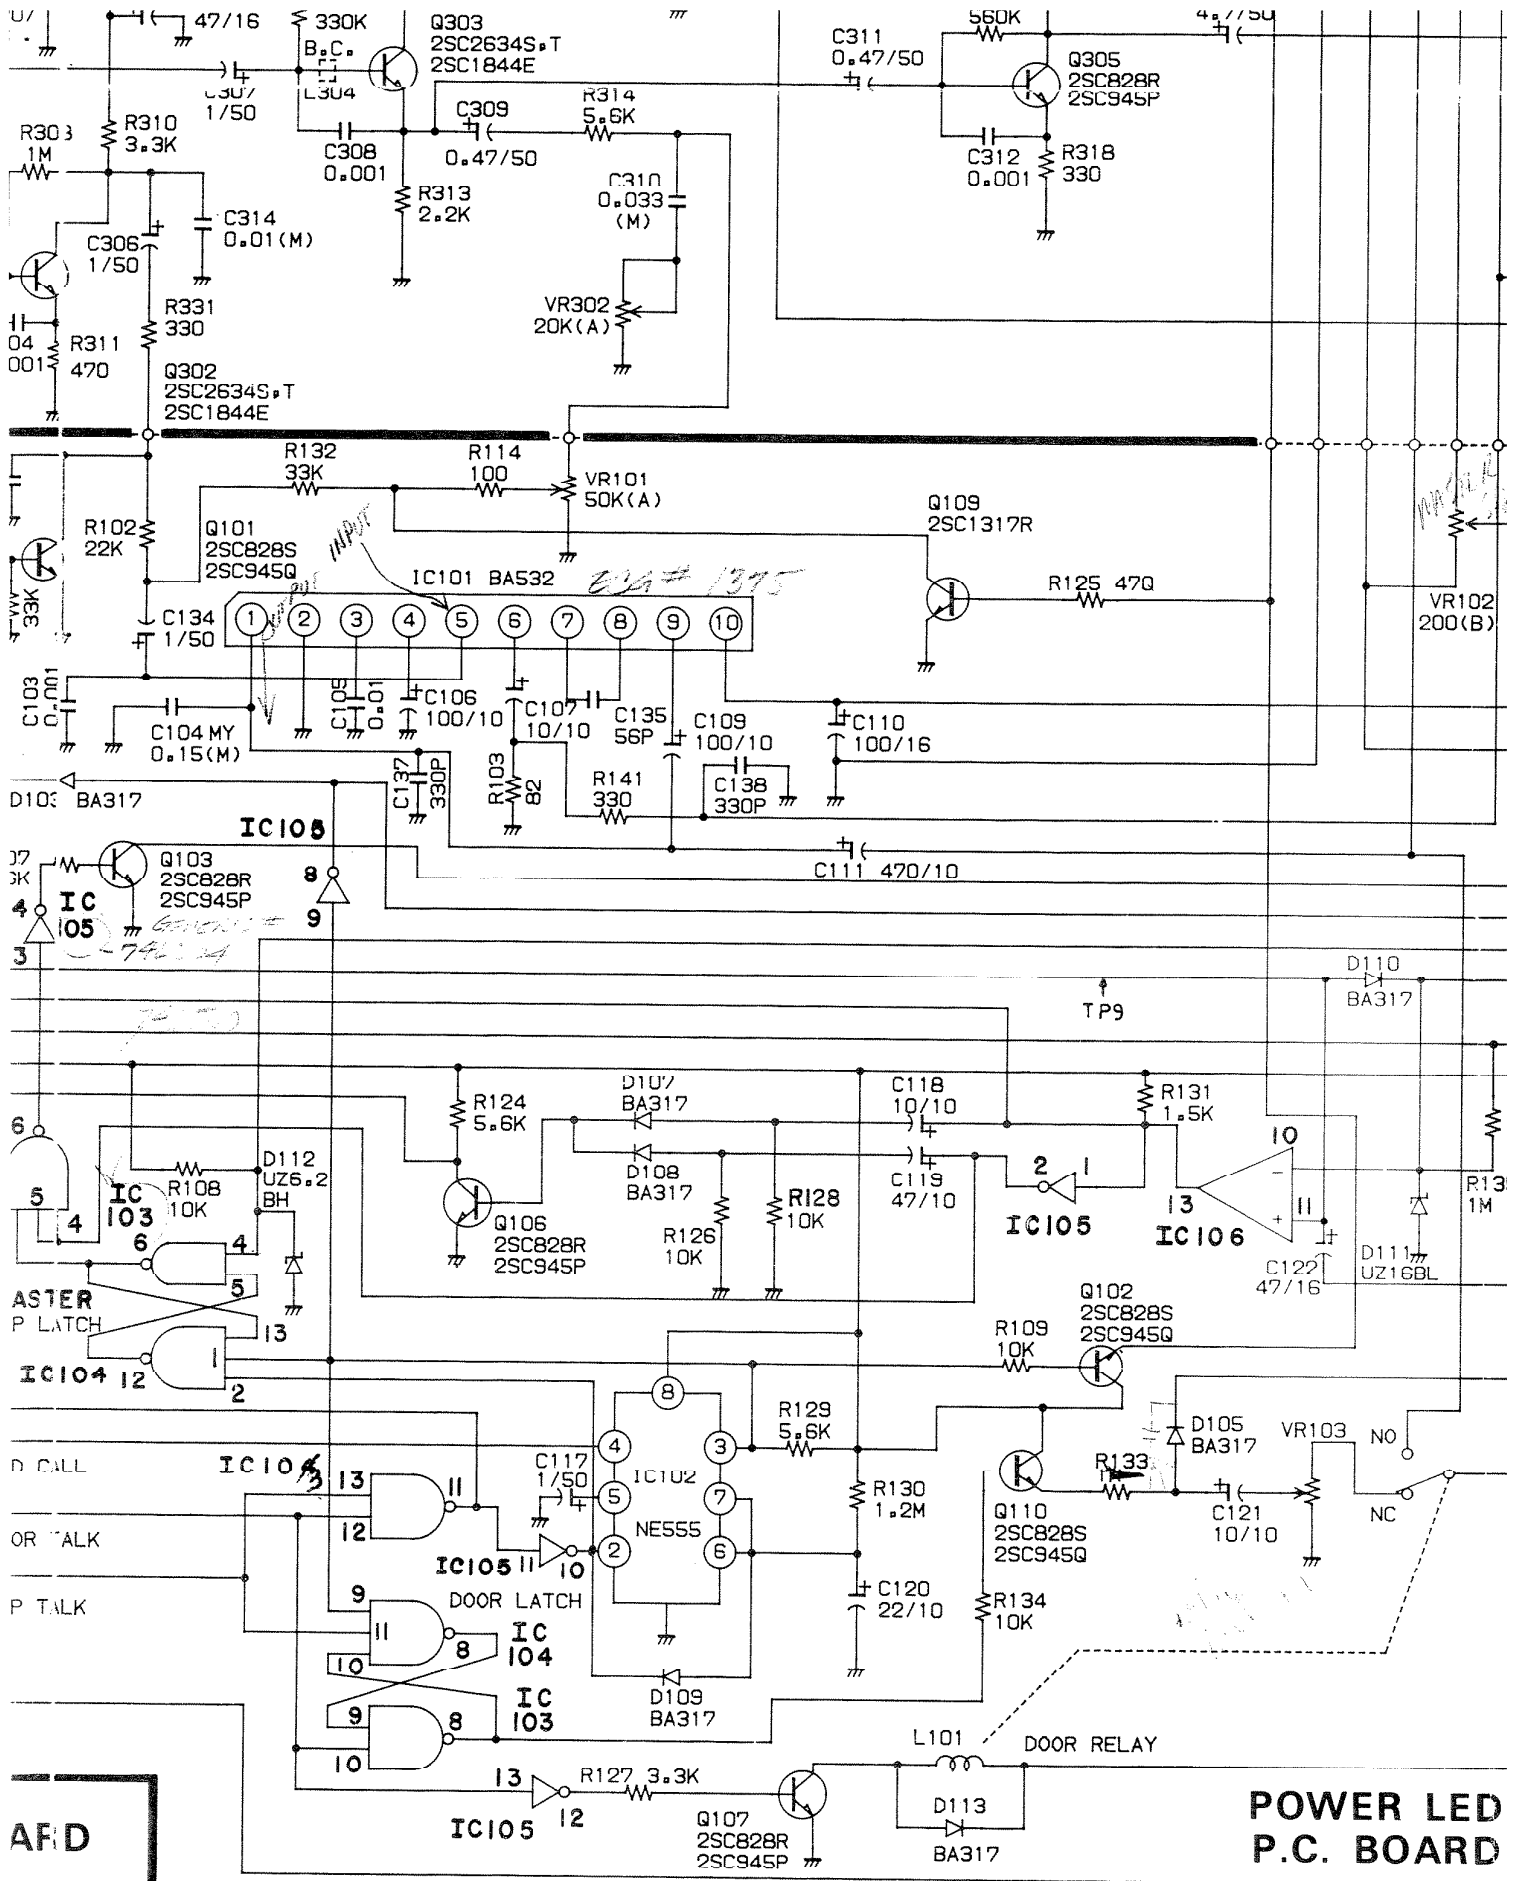 47/16
330K
B.C.
Q303
2SC2634S.T
2SC1844E
C311
0.47/50
560K
4.7/50
Q305
2SC828R
2SC945P
C307
1/50
L304
C309
0.47/50
R314
5.6K
R310
3.3K
R303
1M
C308
0.001
R313
2.2K
C310
0.033
(M)
C312
0.001
R318
330
C314
0.01(M)
C306
1/50
VR302
20K(A)
R331
330
04
001
R311
470
Q302
2SC2634S.T
2SC1844E
R132
33K
R114
100
VR101
50K(A)
Q109
2SC1317R
R102
22K
Q101
2SC828S
2SC945Q
INPUT
IC101 BA532
ECG# 1375
R125 47Ω
VR102
200(B)
33K
C134
1/50
1 2 3 4 5 6 7 8 9 10
C103
0.001
C104 MY
0.15(M)
C105
0.01
C106
100/10
C107
10/10
C135
56P
C109
100/10
C110
100/16
C137
330P
R103
82
R141
330
C138
330P
D103 BA317
IC105
8
9
C111 470/10
07
Q103
2SC828R
2SC945P
4
IC
105
3
D110
BA317
TP9
R124
5.6K
D107
BA317
C118
10/10
R131
1.5K
6
D108
BA317
C119
47/10
2
1
IC105
10
11
13
IC106
R108
10K
D112
UZ6.2
BH
5
4
IC
103
6
4
5
Q106
2SC828R
2SC945P
R126
10K
R128
10K
C122
47/16
D111
UZ16BL
R13
1M
ASTER
P LATCH
13
1
2
IC104 12
R109
10K
Q102
2SC828S
2SC945Q
8
4
3
5
7
2
6
IC102
NE555
R129
5.6K
D105
BA317
VR103
NO
NC
D CALL
IC103
13
12
11
C117
1/50
R130
1.2M
R133
Q110
2SC828S
2SC945Q
C121
10/10
OR TALK
IC105
11
10
P TALK
DOOR LATCH
9
11
10
8
IC
104
C120
22/10
R134
10K
D109
BA317
9
10
8
IC
103
L101
DOOR RELAY
13
12
IC105
R127 3.3K
Q107
2SC828R
2SC945P
D113
BA317
ARD
POWER LED
P.C. BOARD